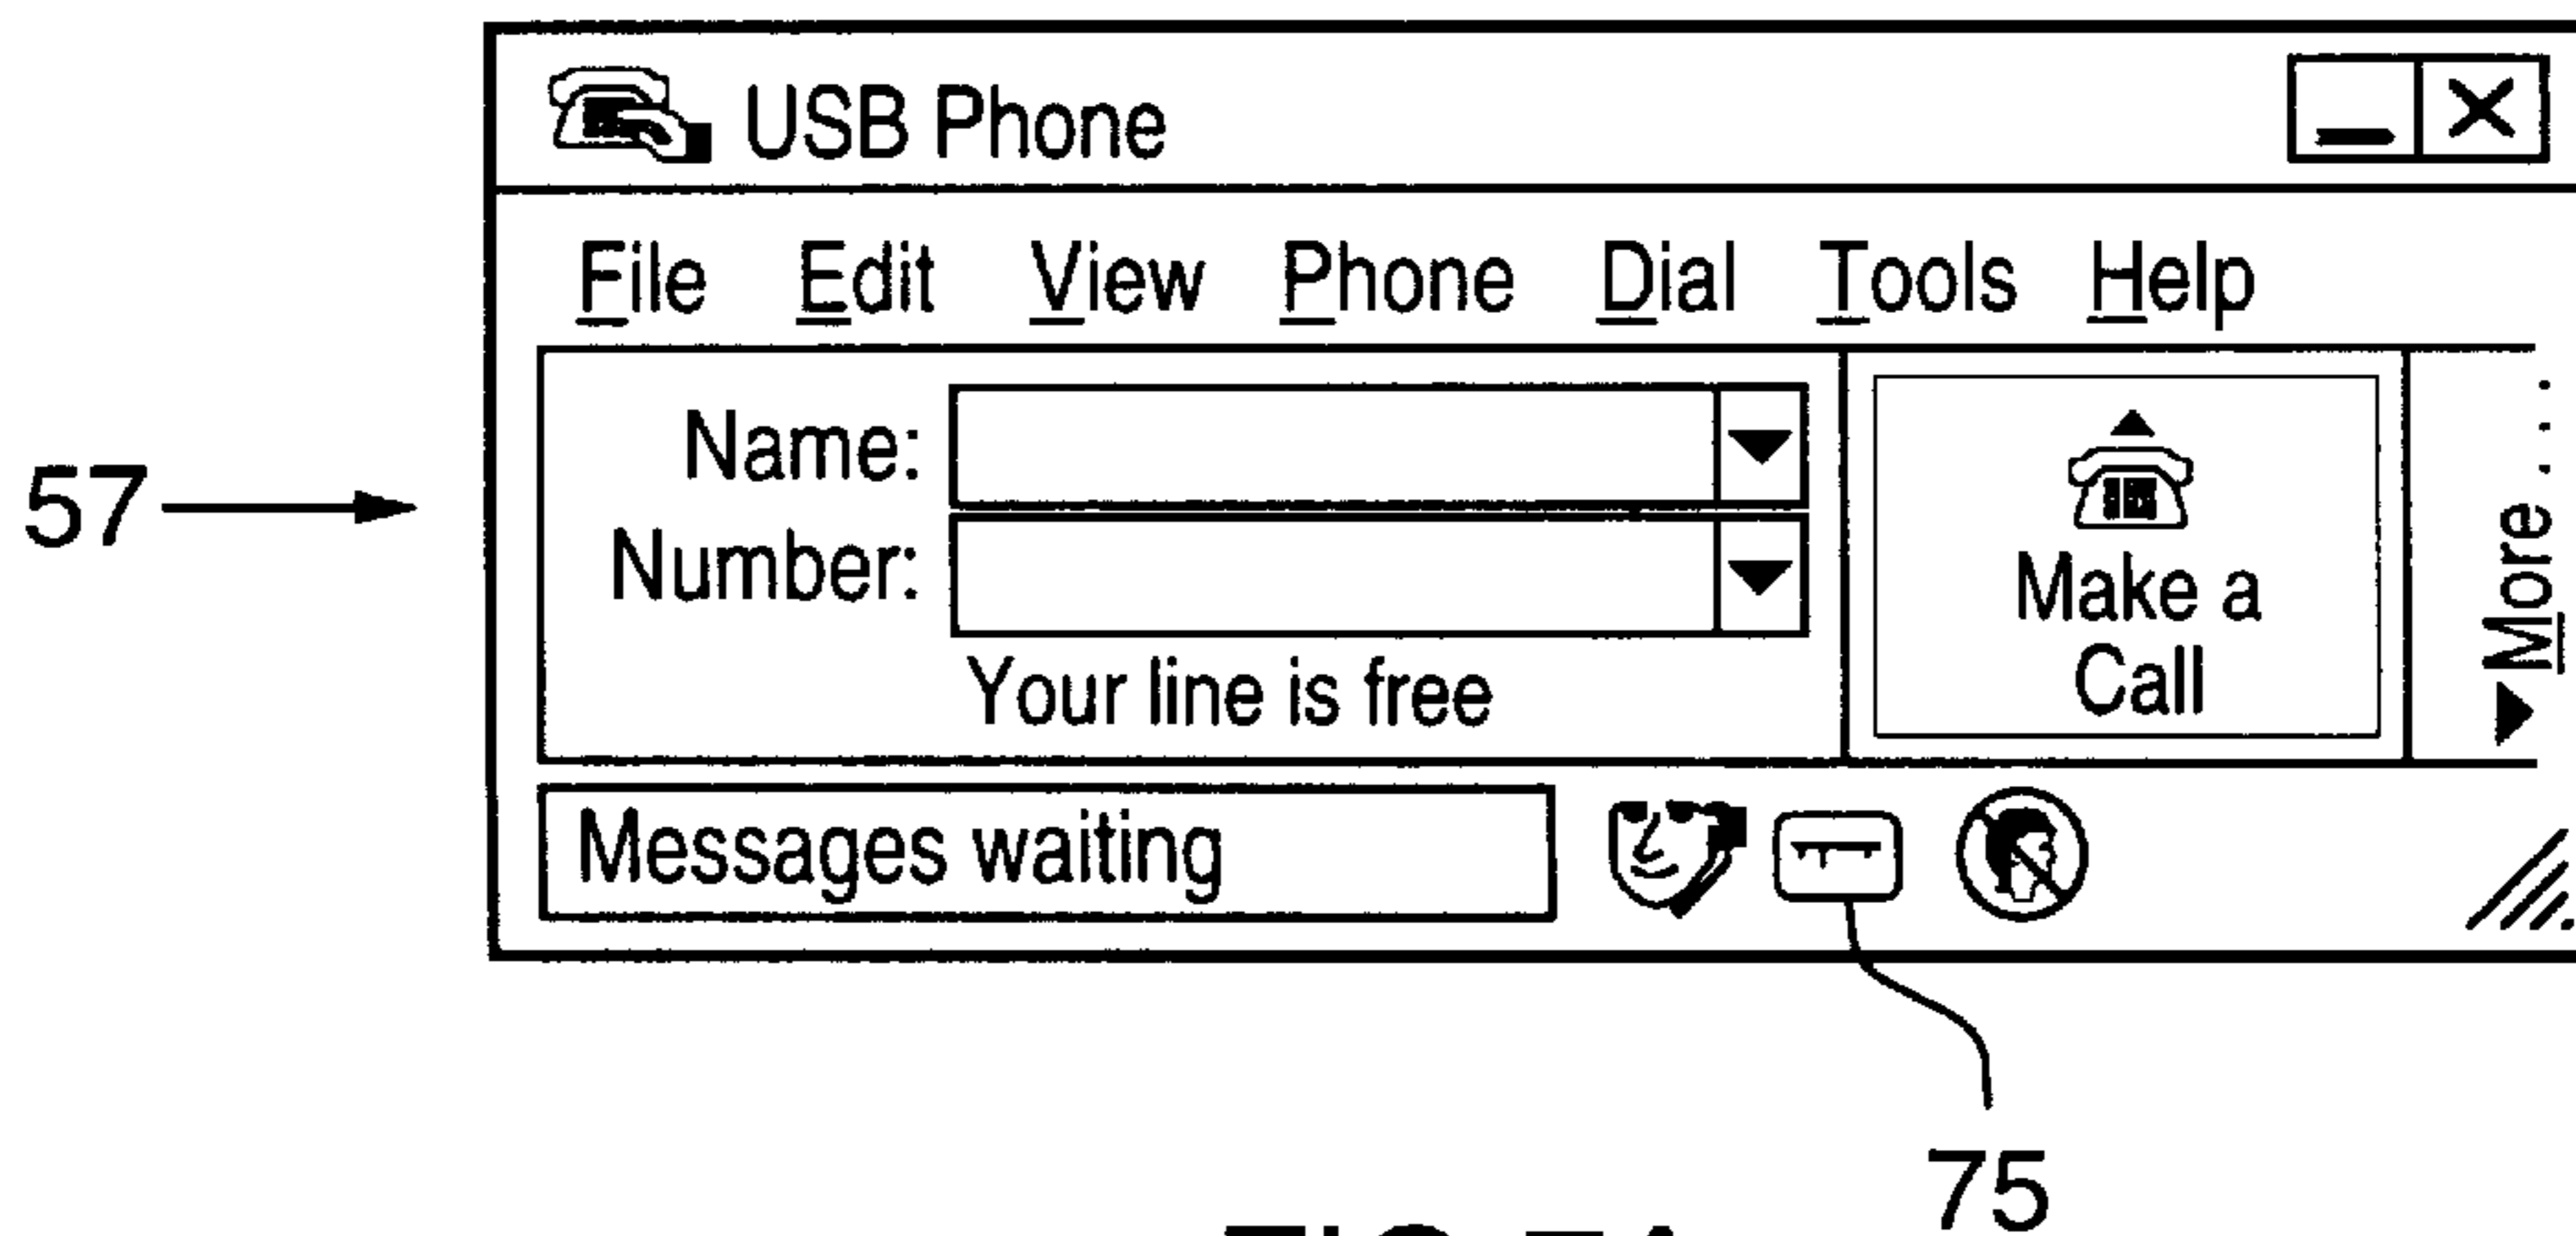 USB Phone
File Edit View Phone Dial Tools Help
Name:
Number:
Your line is free
Make a
Call
More . . .
Messages waiting
57
75